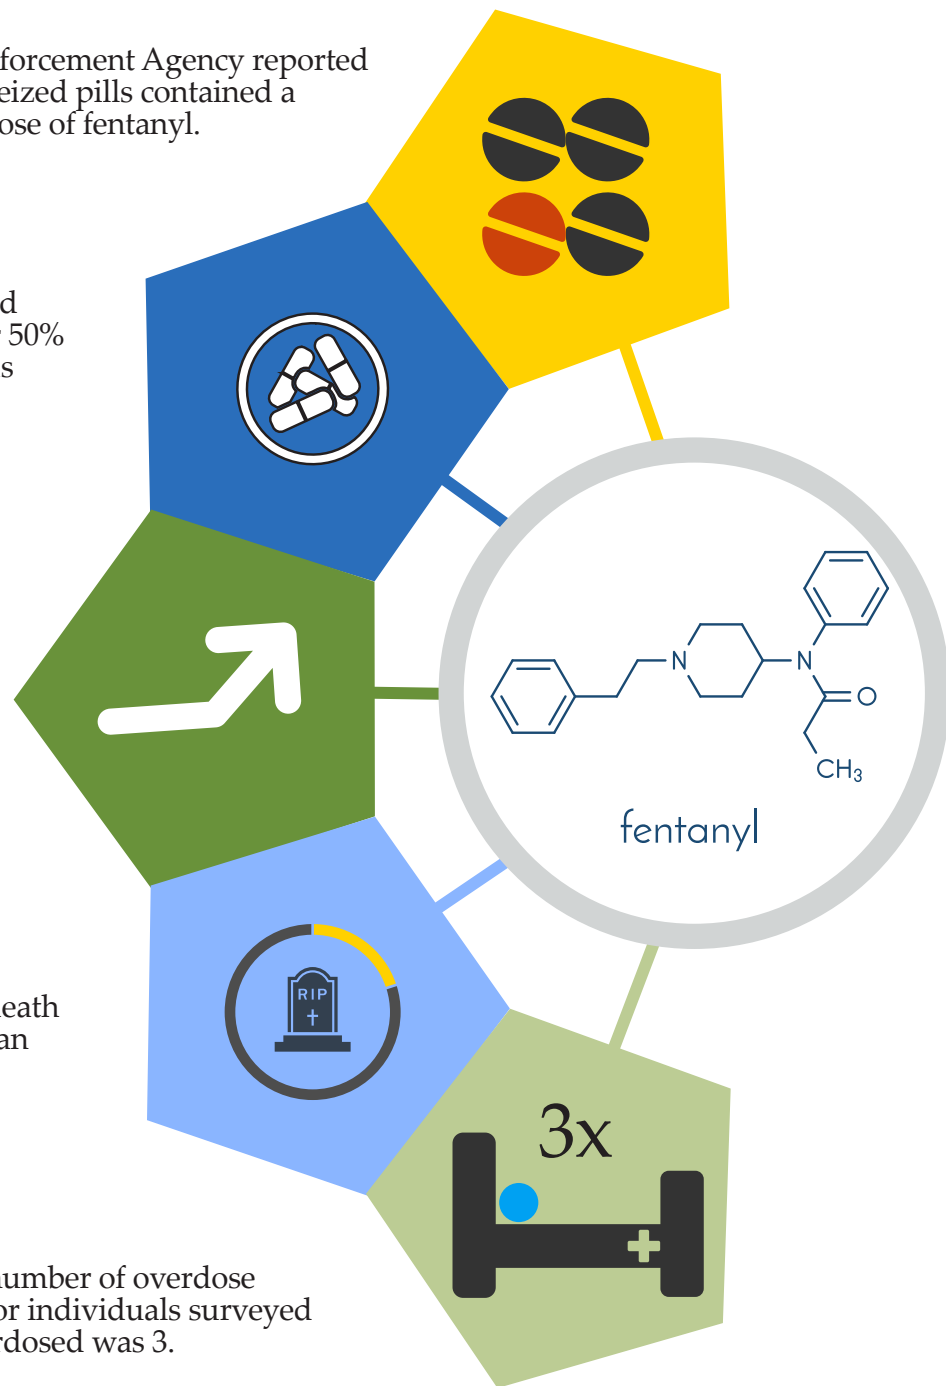 forcement Agency reported
eized pills contained a
ose of fentanyl.
d
50%
s
N
N
O
CH3
fentanyl
RIP
eath
an
3x
number of overdose
or individuals surveyed
rdosed was 3.